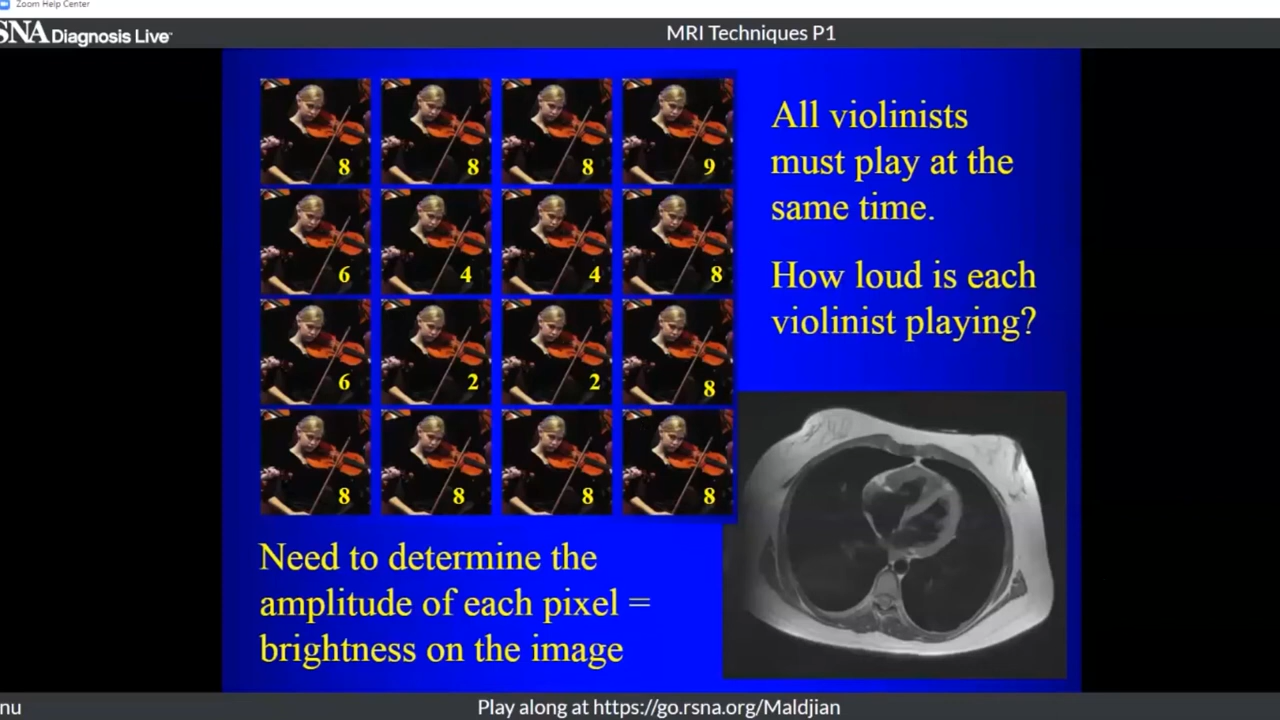 Zoom Help Center
SNA Diagnosis Live™
MRI Techniques P1
8 8 8 9
6 4 4 8
6 2 2 8
8 8 8 8
All violinists
must play at the
same time.
How loud is each
violinist playing?
Need to determine the
amplitude of each pixel =
brightness on the image
nu
Play along at https://go.rsna.org/Maldjian